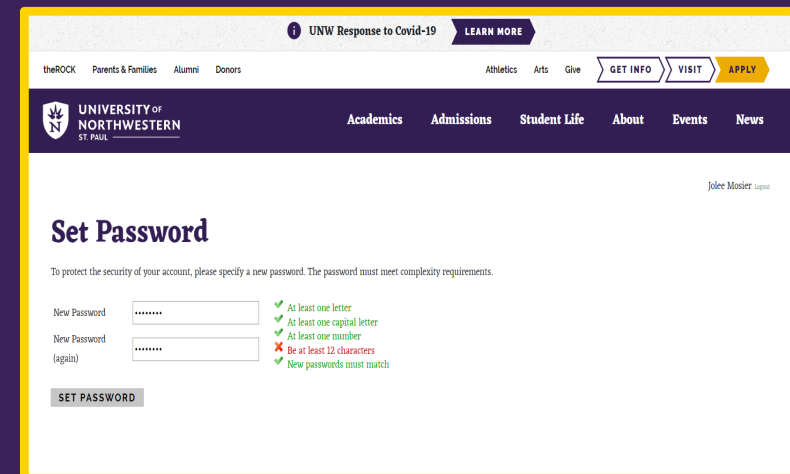 UNW Response to Covid-19 LEARN MORE
theROCK Parents & Families Alumni Donors Athletics Arts Give GET INFO VISIT APPLY
UNIVERSITY OF
NORTHWESTERN
ST. PAUL
Academics Admissions Student Life About Events News
Jolee Mosier Logout
Set Password
To protect the security of your account, please specify a new password. The password must meet complexity requirements.
New Password ••••••••
New Password
(again) ••••••••
At least one letter
At least one capital letter
At least one number
Be at least 12 characters
New passwords must match
SET PASSWORD